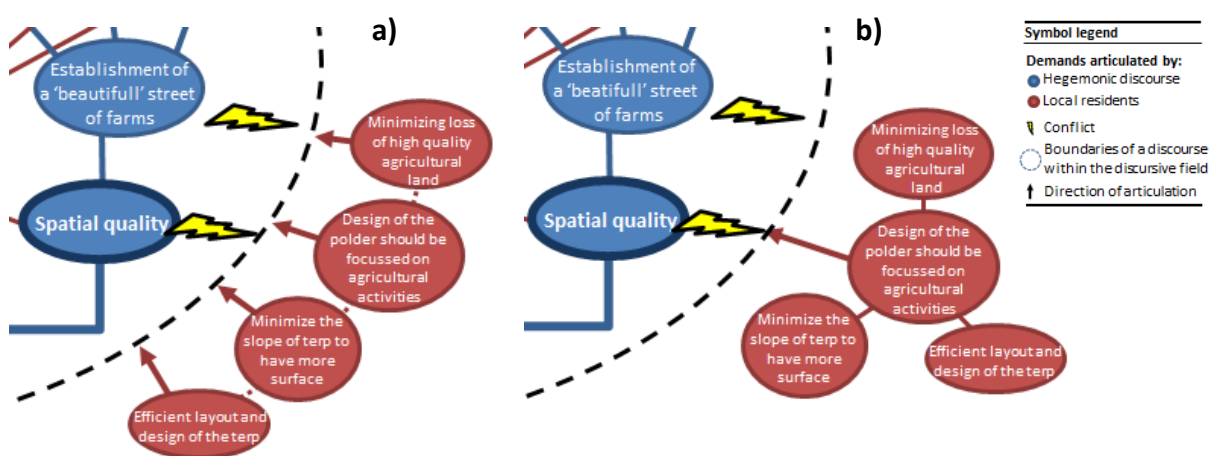 a)
Establishment of
a 'beatifull' street
of farms
Minimizing loss
of high quality
agricultural
land
Spatial quality
Design of the
polder should be
focussed on
agricultural
activities
Minimize the
slope of terp to
have more
surface
Efficient layout and
design of the terp
b)
Establishment of
a 'beatifull' street
of farms
Minimizing loss
of high quality
agricultural
land
Spatial quality
Design of the
polder should be
focussed on
agricultural
activities
Minimize the
slope of terp to
have more
surface
Efficient layout and
design of the terp
Symbol legend
Demands articulated by:
Hegemonic discourse
Local residents
Conflict
Boundaries of a discourse
within the discursive field
Direction of articulation